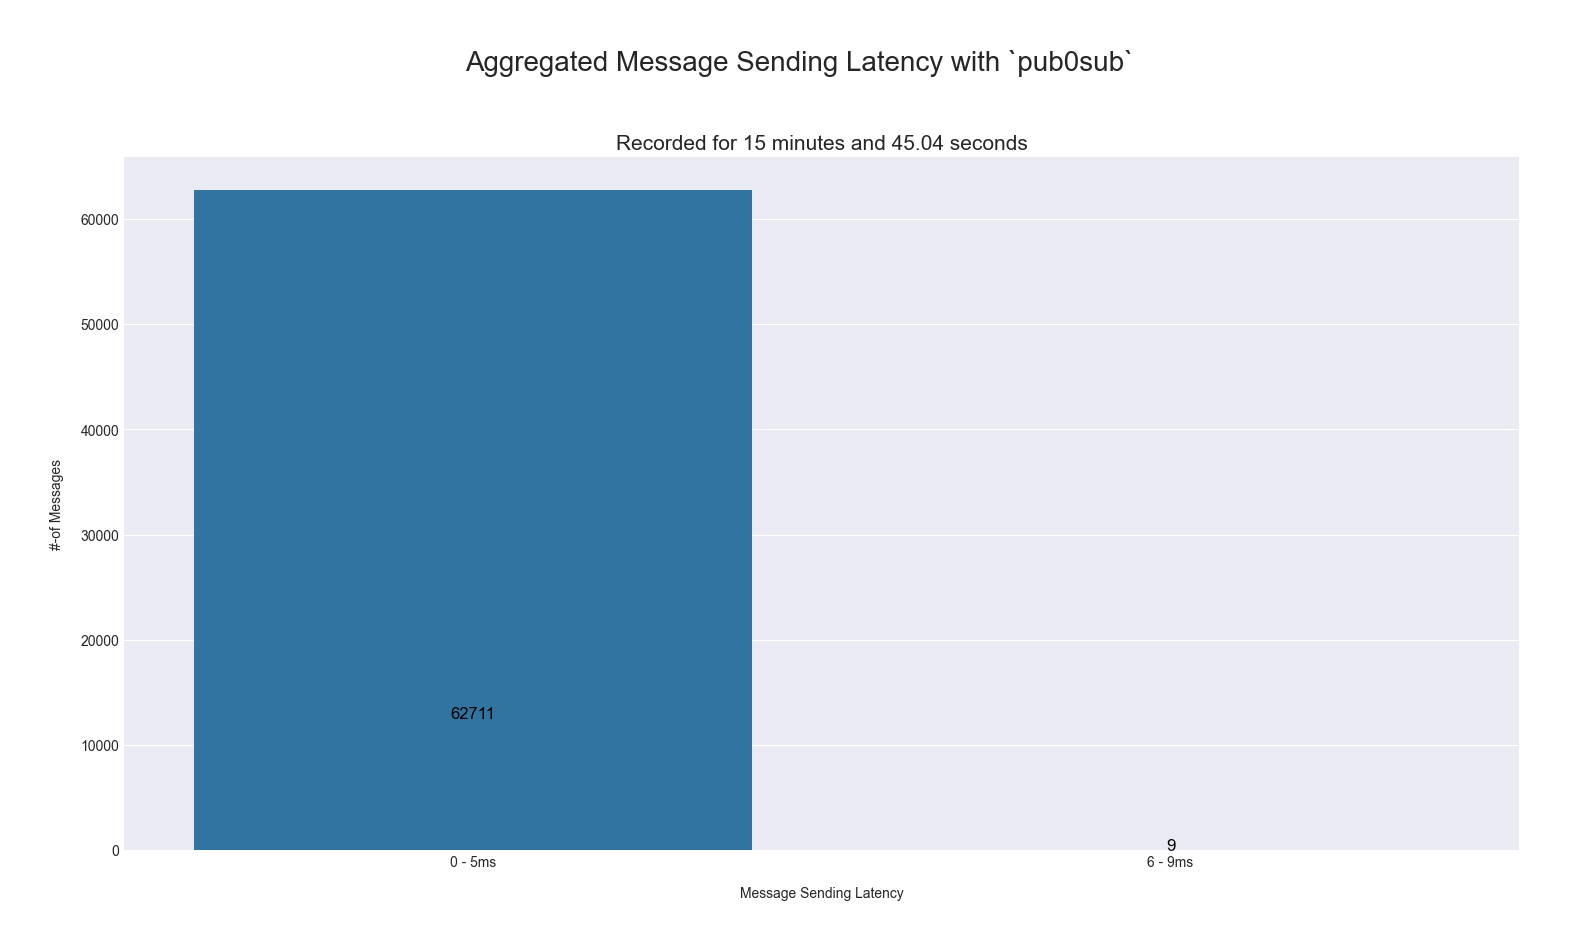 Aggregated Message Sending Latency with `pub0sub`
Recorded for 15 minutes and 45.04 seconds
60000
50000
40000
30000
20000
10000
0
#-of Messages
62711
9
0 - 5ms
6 - 9ms
Message Sending Latency